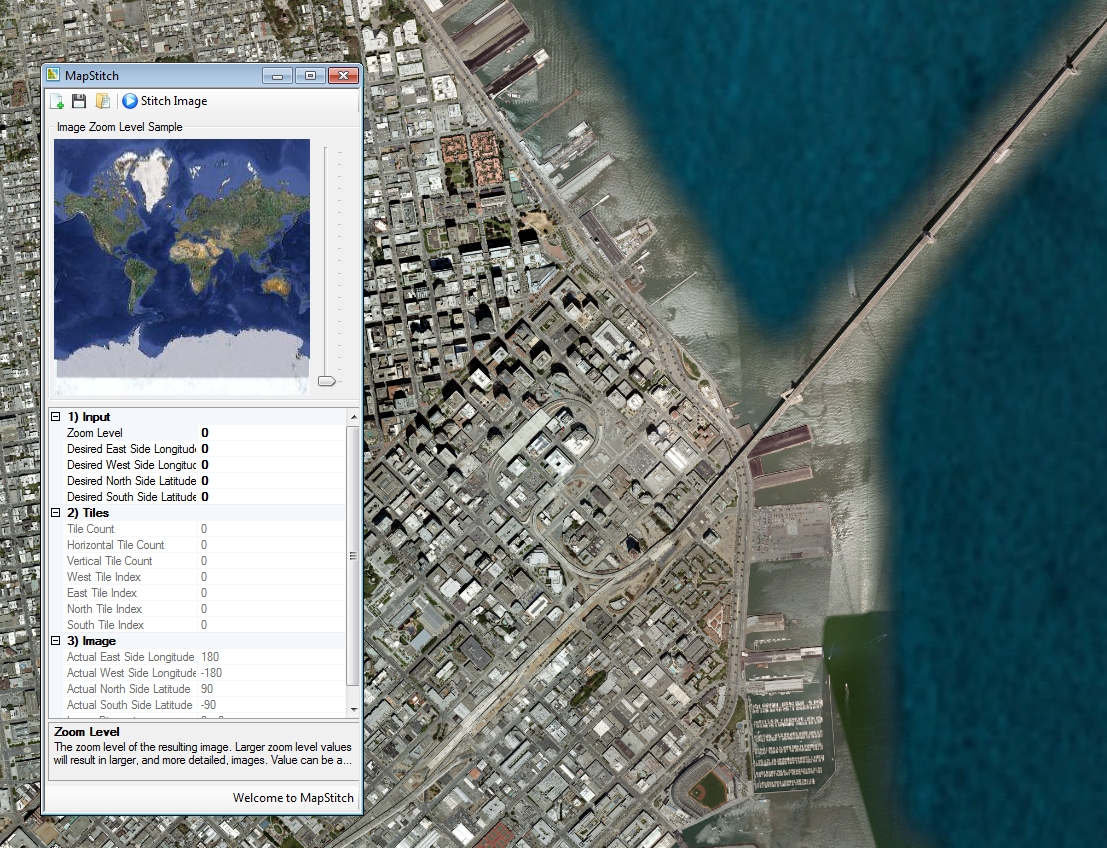 MapStitch
Stitch Image
Image Zoom Level Sample
1) Input
Zoom Level 0
Desired East Side Longitud 0
Desired West Side Longituc 0
Desired North Side Latitude 0
Desired South Side Latitude 0
2) Tiles
Tile Count 0
Horizontal Tile Count 0
Vertical Tile Count 0
West Tile Index 0
East Tile Index 0
North Tile Index 0
South Tile Index 0
3) Image
Actual East Side Longitude 180
Actual West Side Longitude -180
Actual North Side Latitude 90
Actual South Side Latitude -90
Zoom Level
The zoom level of the resulting image. Larger zoom level values
will result in larger, and more detailed, images. Value can be a...
Welcome to MapStitch